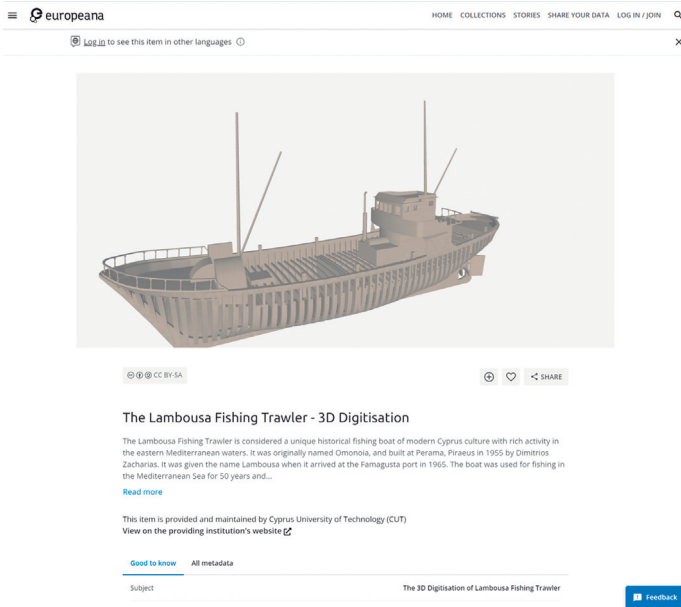 europeana
HOME COLLECTIONS STORIES SHARE YOUR DATA LOG IN / JOIN
Log in to see this item in other languages
CC BY-SA
SHARE
The Lambousa Fishing Trawler - 3D Digitisation
The Lambousa Fishing Trawler is considered a unique historical fishing boat of modern Cyprus culture with rich activity in
the eastern Mediterranean waters. It was originally named Omonoia, and built at Perama, Piraeus in 1955 by Dimitrios
Zacharias. It was given the name Lambousa when it arrived at the Famagusta port in 1965. The boat was used for fishing in
the Mediterranean Sea for 50 years and...
Read more
This item is provided and maintained by Cyprus University of Technology (CUT)
View on the providing institution's website
Good to know All metadata
Subject The 3D Digitisation of Lambousa Fishing Trawler
Feedback